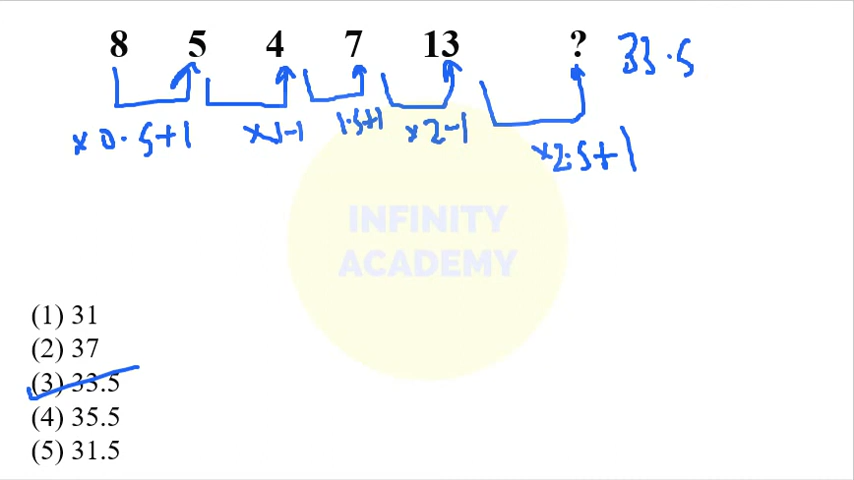 8 5 4 7 13 ? 33.5
×0.5+1 ×1-1 1.5+1 ×2-1 ×2.5+1
INFINITY
ACADEMY
(1) 31
(2) 37
(3) 33.5
(4) 35.5
(5) 31.5